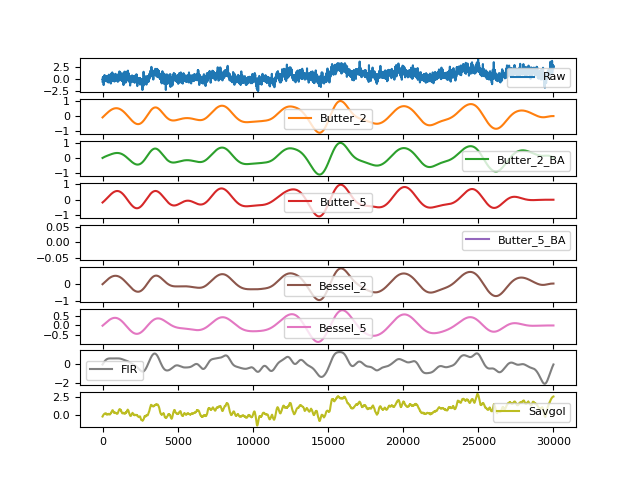 2.5
0.0
−2.5
Raw
1
0
−1
Butter_2
1
0
−1
Butter_2_BA
1
0
−1
Butter_5
0.05
0.00
−0.05
Butter_5_BA
0
−1
Bessel_2
0.5
0.0
−0.5
Bessel_5
0
−2
FIR
2.5
0.0
Savgol
0 5000 10000 15000 20000 25000 30000